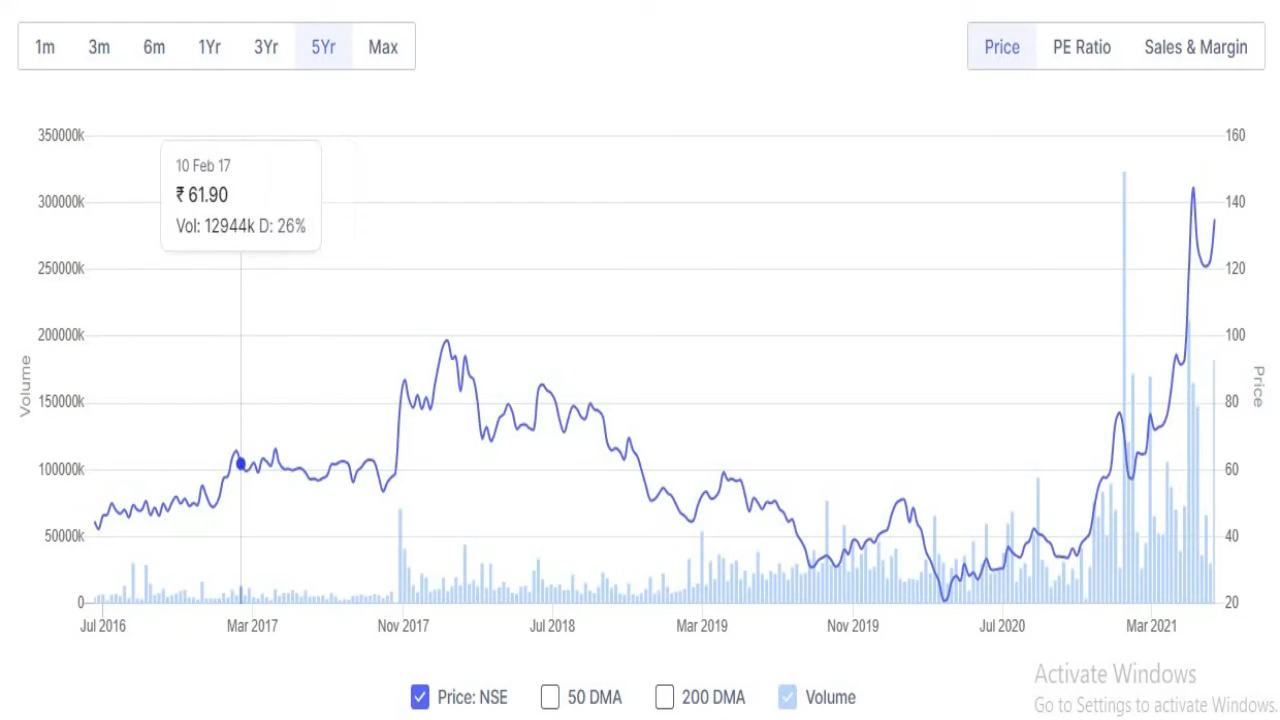 1m 3m 6m 1Yr 3Yr 5Yr Max
Price PE Ratio Sales & Margin
350000k
300000k
250000k
200000k
150000k
100000k
50000k
0
Volume
10 Feb 17
₹ 61.90
Vol: 12944k D: 26%
160
140
120
100
80
60
40
20
Price
Jul 2016 Mar 2017 Nov 2017 Jul 2018 Mar 2019 Nov 2019 Jul 2020 Mar 2021
Price: NSE 50 DMA 200 DMA Volume
Activate Windows
Go to Settings to activate Windows.